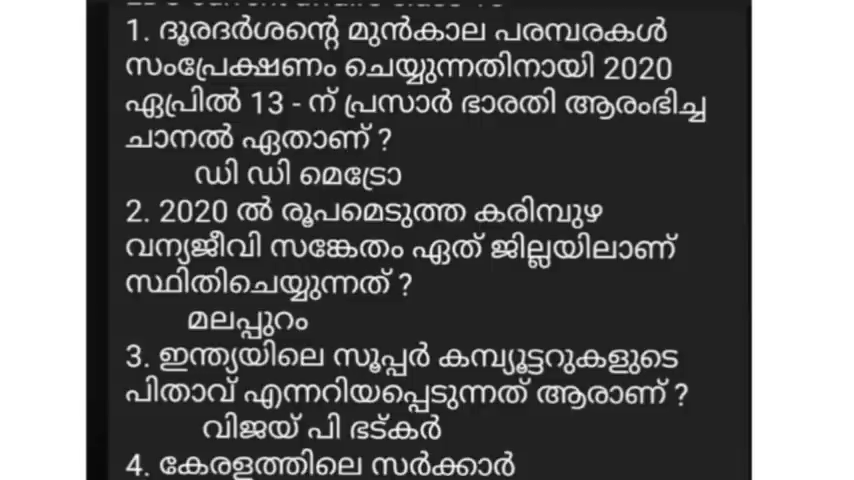 1. ദൂരദർശന്റെ മുൻകാല പരമ്പരകൾ
സംപ്രേക്ഷണം ചെയ്യുന്നതിനായി 2020
ഏപ്രിൽ 13 - ന് പ്രസാർ ഭാരതി ആരംഭിച്ച
ചാനൽ ഏതാണ് ?
ഡി ഡി മെട്രോ
2. 2020 ൽ രൂപമെടുത്ത കരിമ്പുഴ
വന്യജീവി സങ്കേതം ഏത് ജില്ലയിലാണ്
സ്ഥിതിചെയ്യുന്നത് ?
മലപ്പുറം
3. ഇന്ത്യയിലെ സൂപ്പർ കമ്പ്യൂട്ടറുകളുടെ
പിതാവ് എന്നറിയപ്പെടുന്നത് ആരാണ് ?
വിജയ് പി ഭട്കർ
4. കേരളത്തിലെ സർക്കാർ